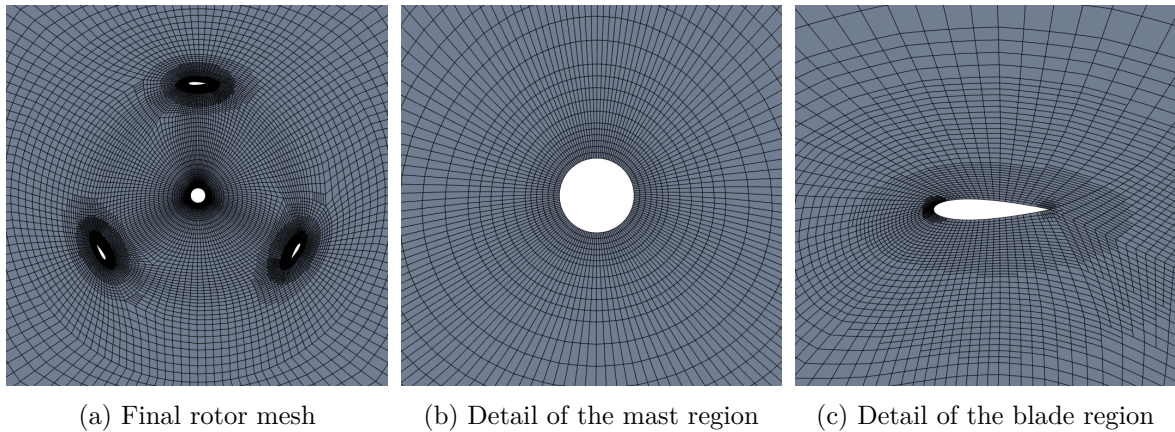 (a) Final rotor mesh
(b) Detail of the mast region
(c) Detail of the blade region